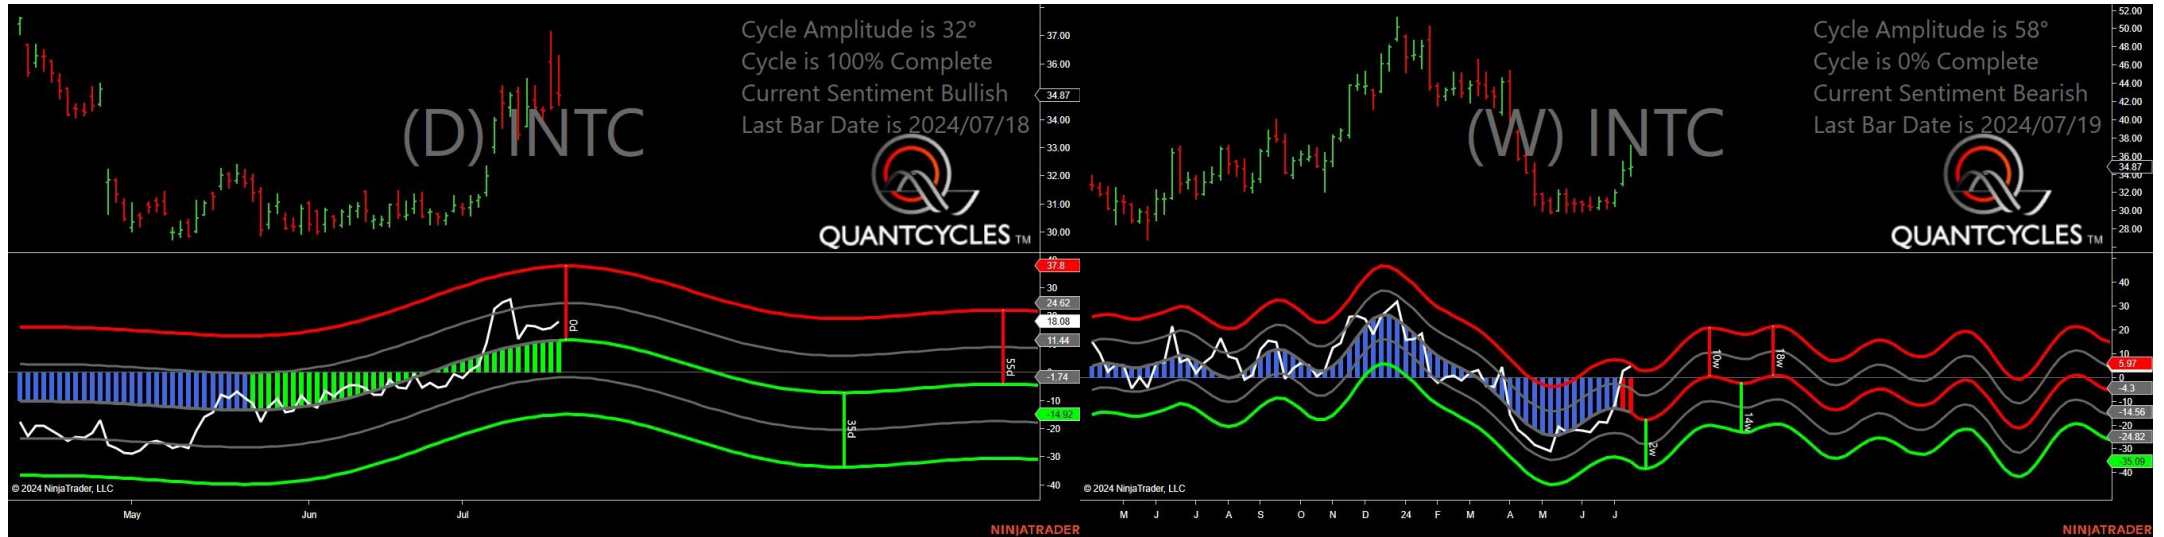 Cycle Amplitude is 32°
Cycle is 100% Complete
Current Sentiment Bullish
Last Bar Date is 2024/07/18
(D) INTC
QUANTCYCLES TM
37.00
36.00
34.87
34.00
33.00
32.00
31.00
30.00
37.8
30
24.62
18.08
11.44
-1.74
-10
-14.92
-20
-30
-40
0d
35d
55d
© 2024 NinjaTrader, LLC
May
Jun
Jul
NINJATRADER
Cycle Amplitude is 58°
Cycle is 0% Complete
Current Sentiment Bearish
Last Bar Date is 2024/07/19
(W) INTC
QUANTCYCLES TM
52.00
50.00
48.00
46.00
44.00
42.00
40.00
38.00
36.00
34.87
34.00
32.00
30.00
28.00
40
30
20
10
5.97
0
-4.3
-10
-14.56
-20
-24.82
-30
-35.09
-40
2w
10w
14w
18w
© 2024 NinjaTrader, LLC
M
J
J
A
S
O
N
D
24
F
M
A
M
J
J
NINJATRADER